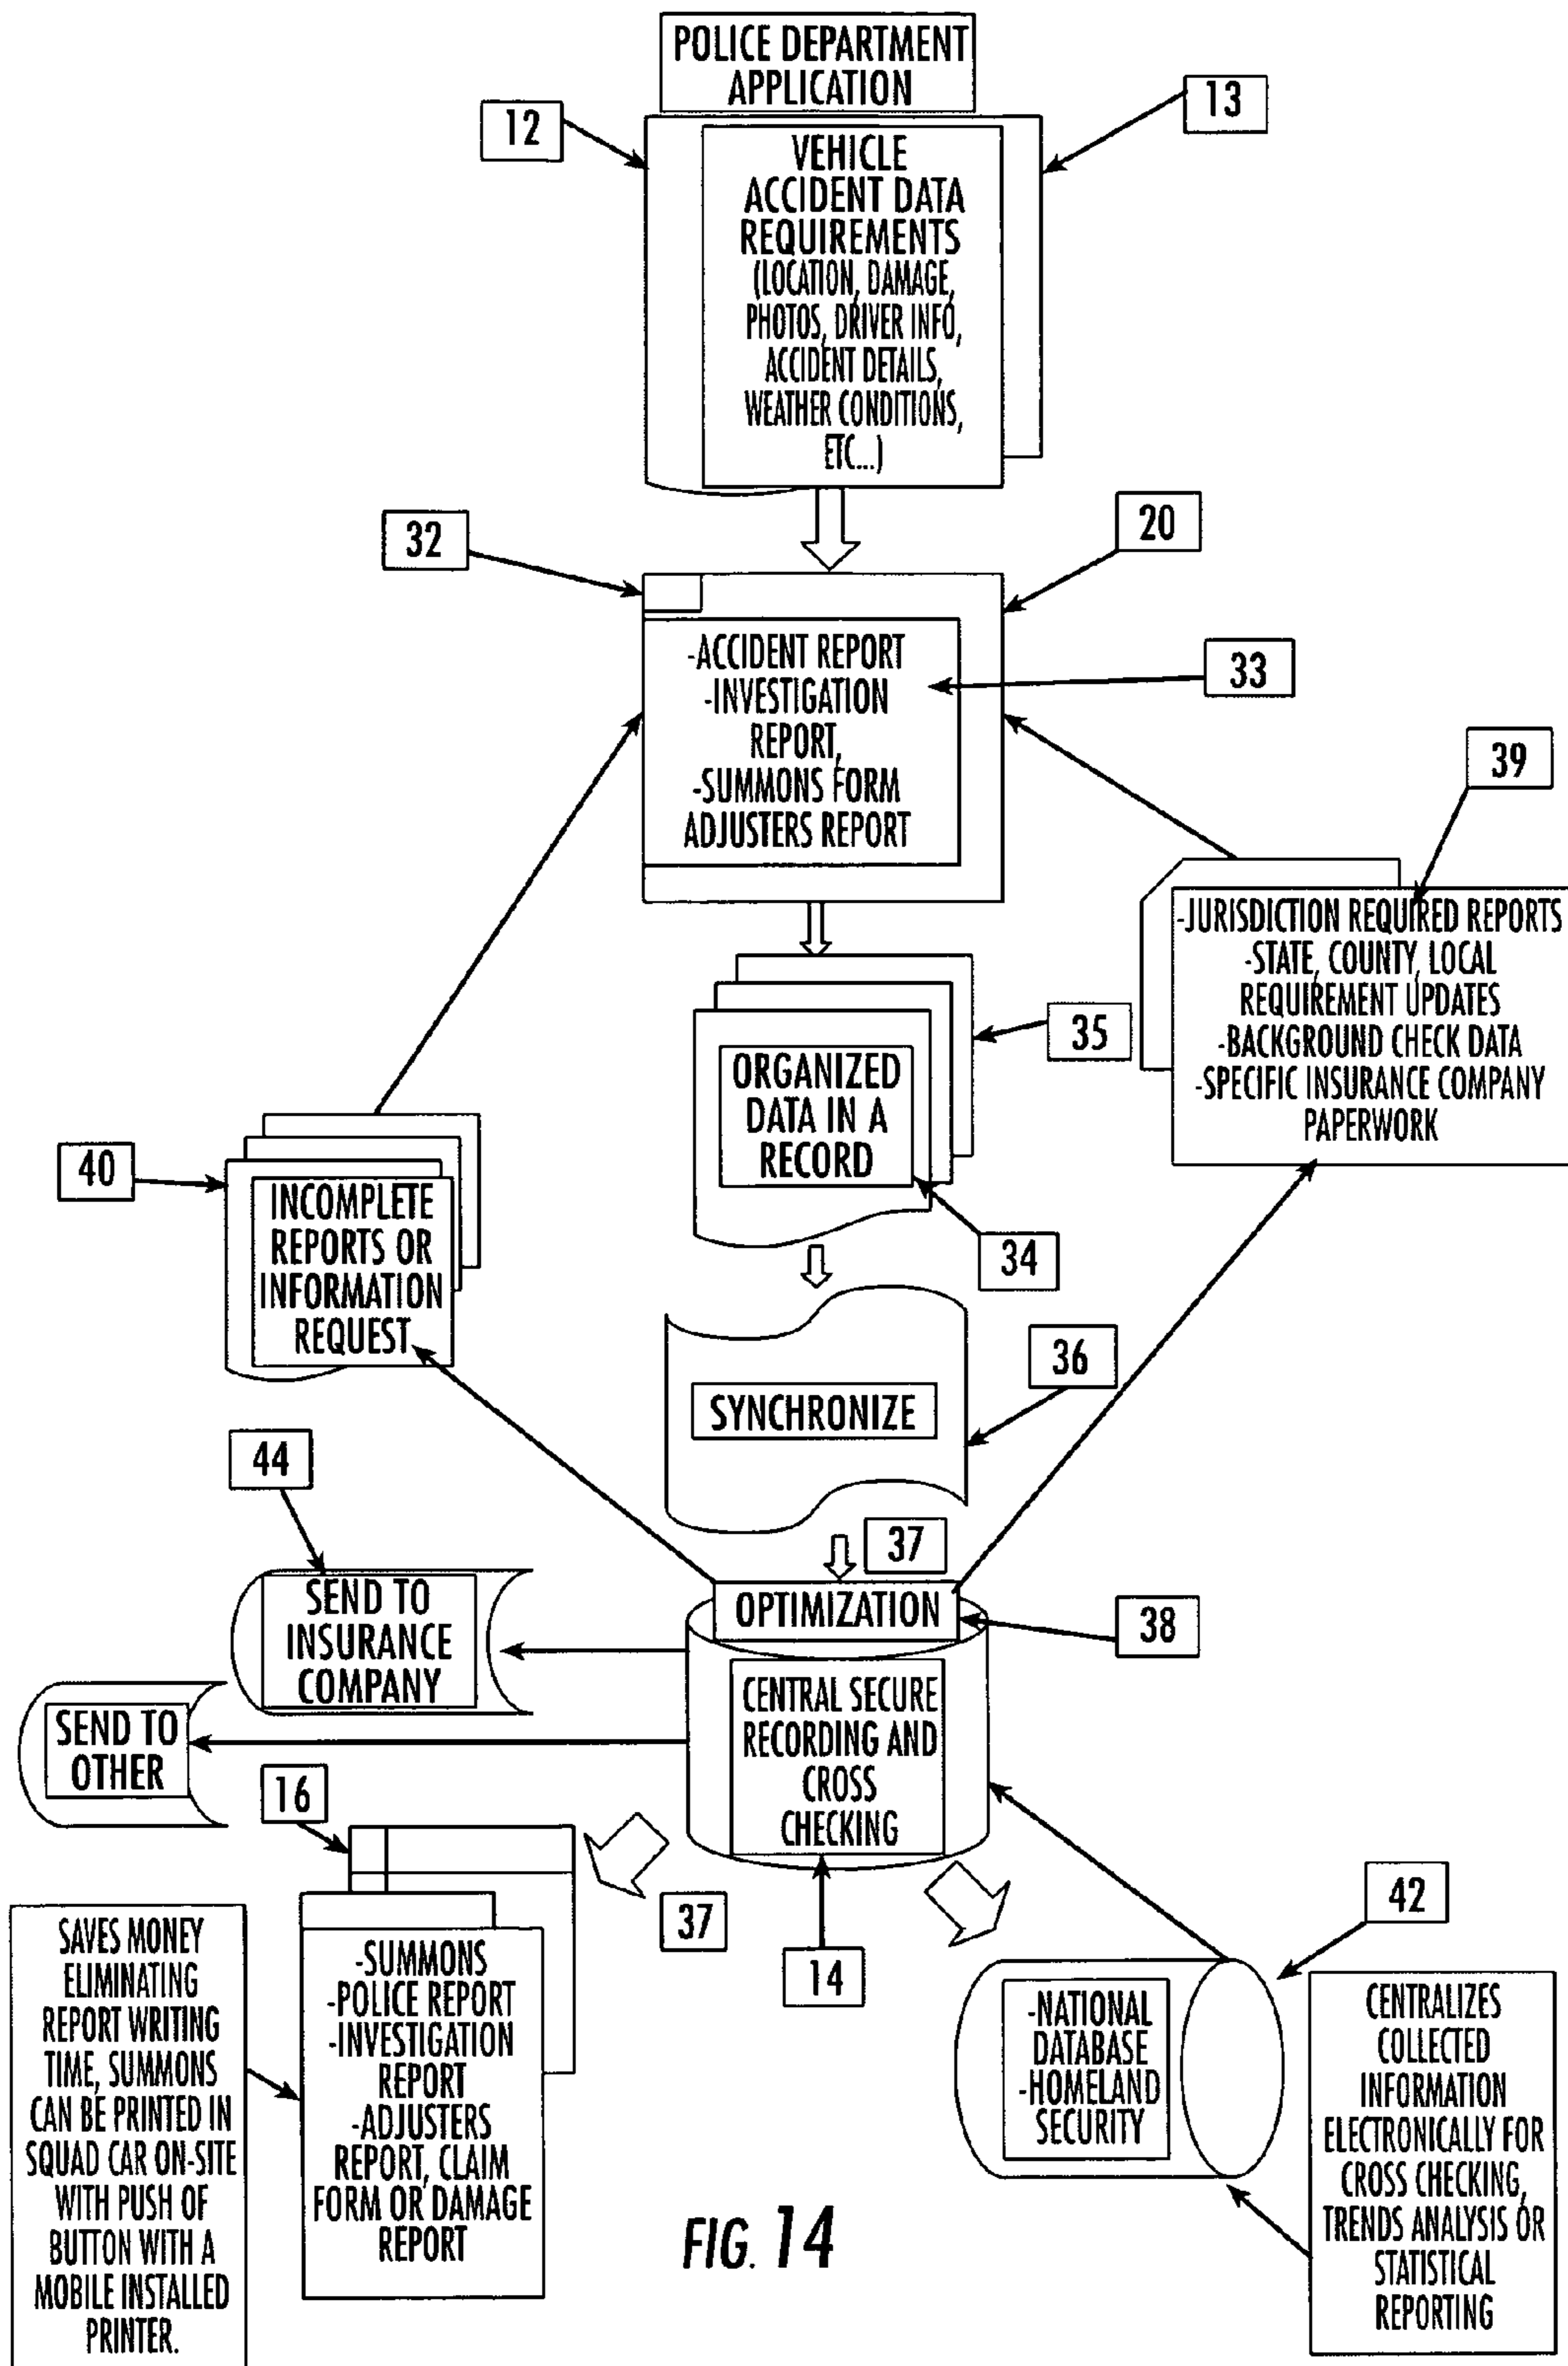 POLICE DEPARTMENT
APPLICATION
12
13
VEHICLE
ACCIDENT DATA
REQUIREMENTS
(LOCATION, DAMAGE,
PHOTOS, DRIVER INFO,
ACCIDENT DETAILS,
WEATHER CONDITIONS,
ETC...)
32
20
-ACCIDENT REPORT
-INVESTIGATION
REPORT,
-SUMMONS FORM
ADJUSTERS REPORT
33
39
-JURISDICTION REQUIRED REPORTS
-STATE, COUNTY, LOCAL
REQUIREMENT UPDATES
-BACKGROUND CHECK DATA
-SPECIFIC INSURANCE COMPANY
PAPERWORK
35
ORGANIZED
DATA IN A
RECORD
34
40
INCOMPLETE
REPORTS OR
INFORMATION
REQUEST
36
SYNCHRONIZE
44
37
OPTIMIZATION
38
SEND TO
INSURANCE
COMPANY
CENTRAL SECURE
RECORDING AND
CROSS
CHECKING
SEND TO
OTHER
16
37
14
42
SAVES MONEY
ELIMINATING
REPORT WRITING
TIME, SUMMONS
CAN BE PRINTED IN
SQUAD CAR ON-SITE
WITH PUSH OF
BUTTON WITH A
MOBILE INSTALLED
PRINTER.
-SUMMONS
-POLICE REPORT
-INVESTIGATION
REPORT
-ADJUSTERS
REPORT, CLAIM
FORM OR DAMAGE
REPORT
-NATIONAL
DATABASE
-HOMELAND
SECURITY
CENTRALIZES
COLLECTED
INFORMATION
ELECTRONICALLY FOR
CROSS CHECKING,
TRENDS ANALYSIS OR
STATISTICAL
REPORTING
FIG. 14